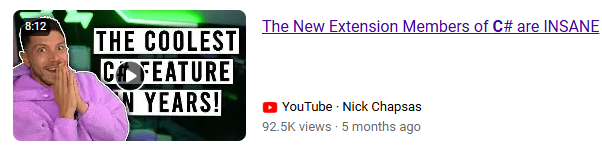 8:12
THE COOLEST
C# FEATURE
IN YEARS!
The New Extension Members of C# are INSANE
YouTube · Nick Chapsas
92.5K views · 5 months ago